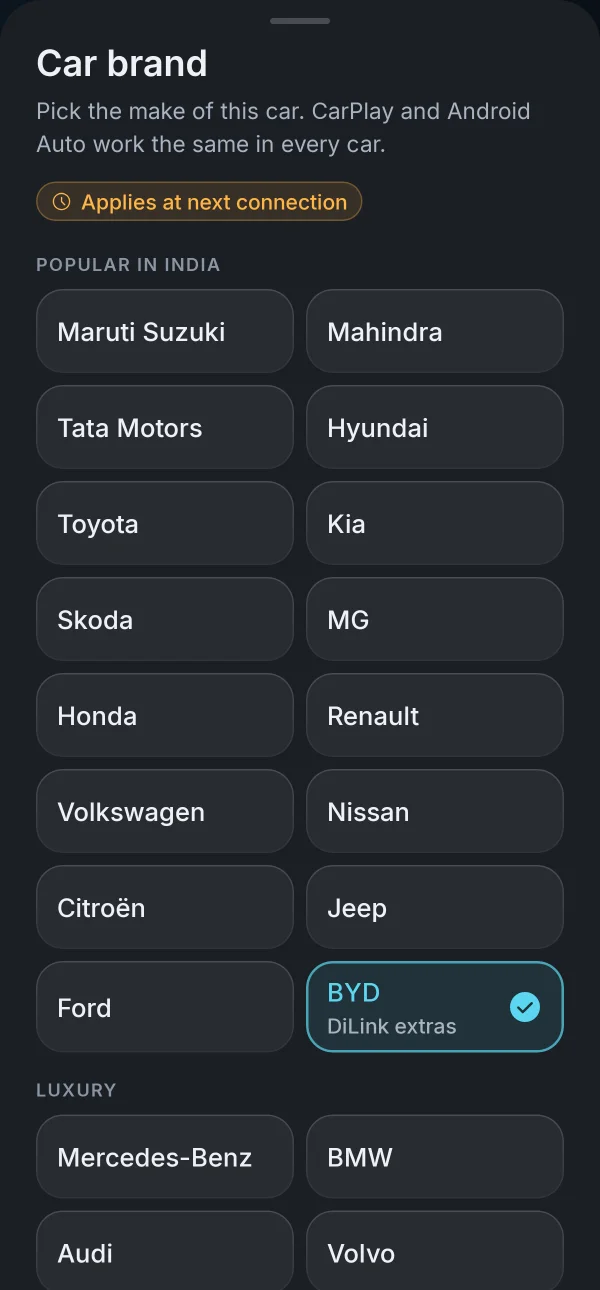 Car brand
Pick the make of this car. CarPlay and Android
Auto work the same in every car.
Applies at next connection
POPULAR IN INDIA
Maruti Suzuki
Mahindra
Tata Motors
Hyundai
Toyota
Kia
Skoda
MG
Honda
Renault
Volkswagen
Nissan
Citroën
Jeep
Ford
BYD
DiLink extras
LUXURY
Mercedes-Benz
BMW
Audi
Volvo